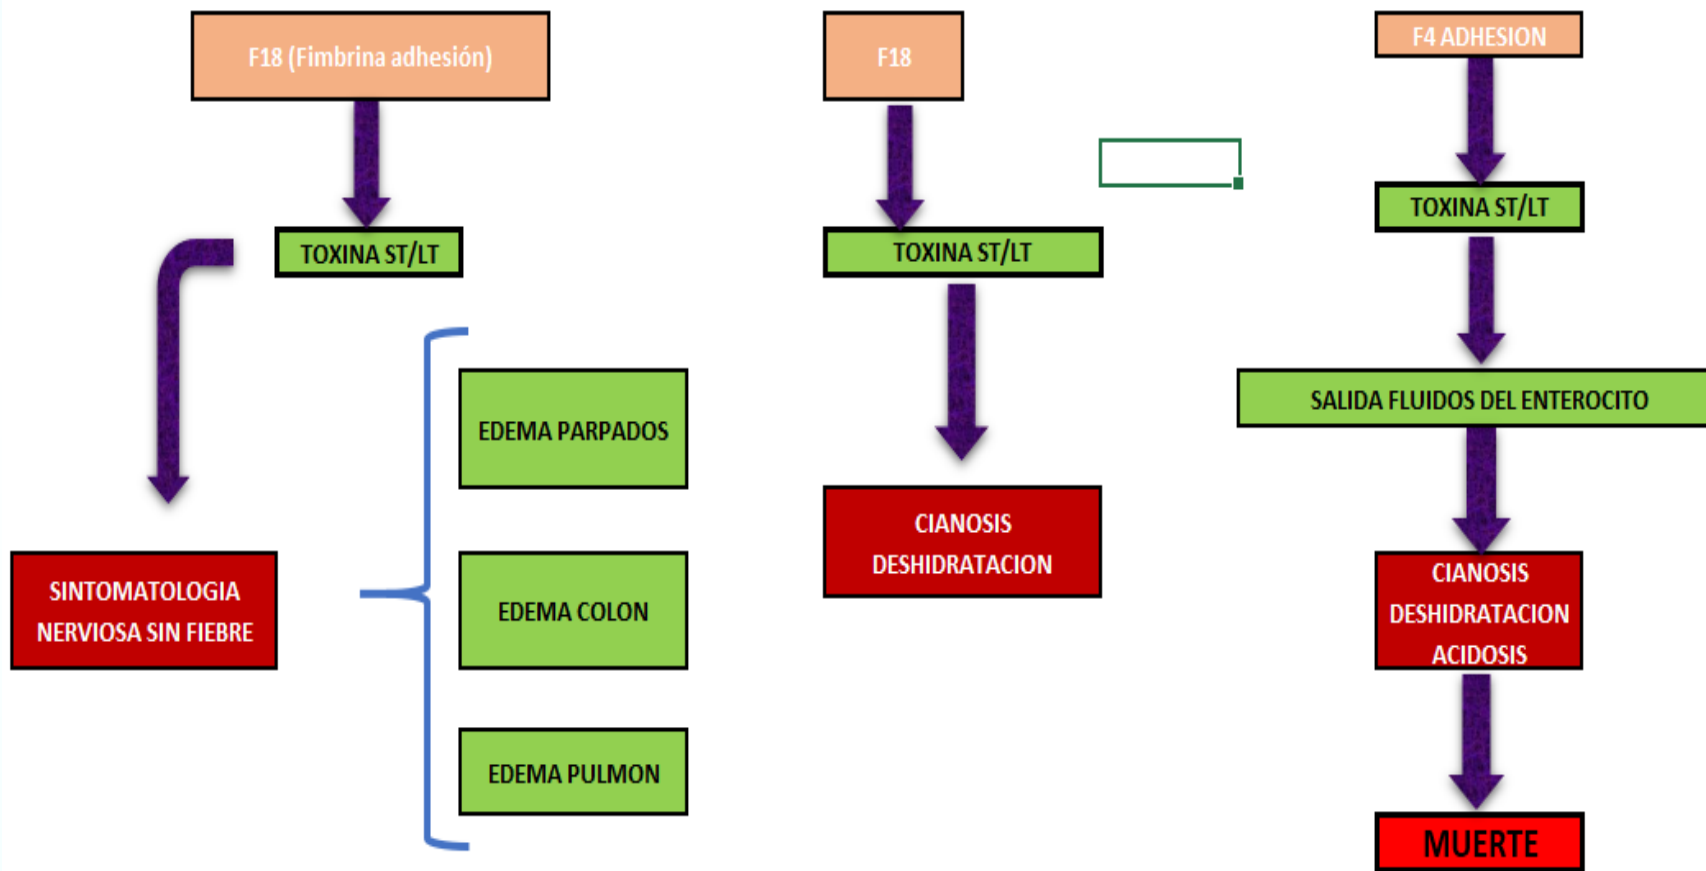 F18 (Fimbrina adhesión)
TOXINA ST/LT
SINTOMATOLOGIA
NERVIOSA SIN FIEBRE
EDEMA PARPADOS
EDEMA COLON
EDEMA PULMON
F18
TOXINA ST/LT
CIANOSIS
DESHIDRATACION
F4 ADHESION
TOXINA ST/LT
SALIDA FLUIDOS DEL ENTEROCITO
CIANOSIS
DESHIDRATACION
ACIDOSIS
MUERTE